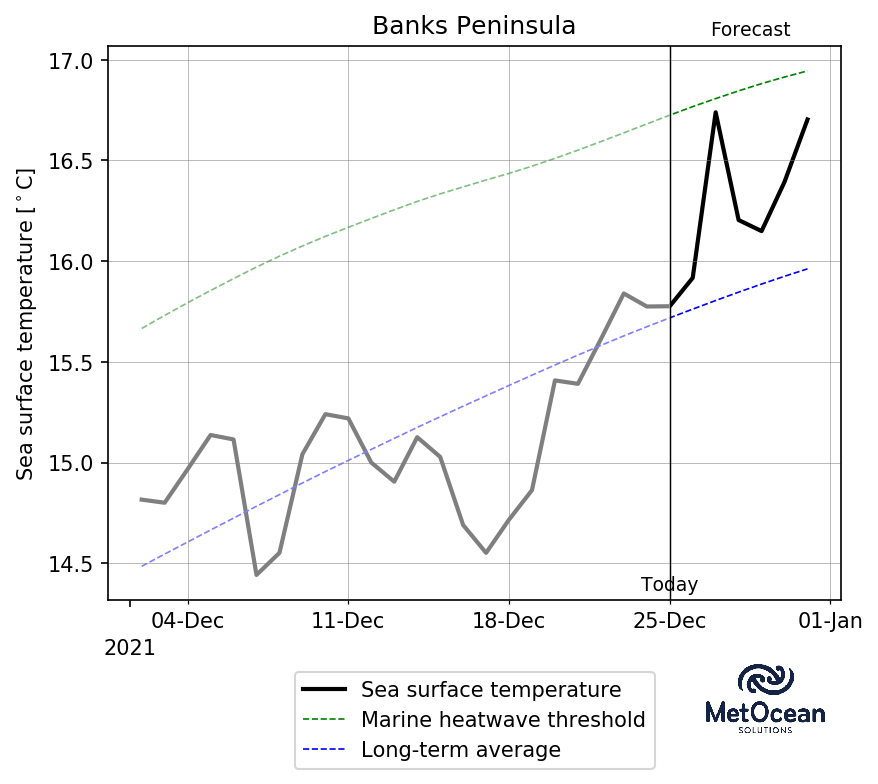 Banks Peninsula
Forecast
17.0
16.5
16.0
15.5
15.0
14.5
Sea surface temperature [°C]
Today
04-Dec 11-Dec 18-Dec 25-Dec 01-Jan
2021
Sea surface temperature
Marine heatwave threshold
Long-term average
MetOcean
SOLUTIONS